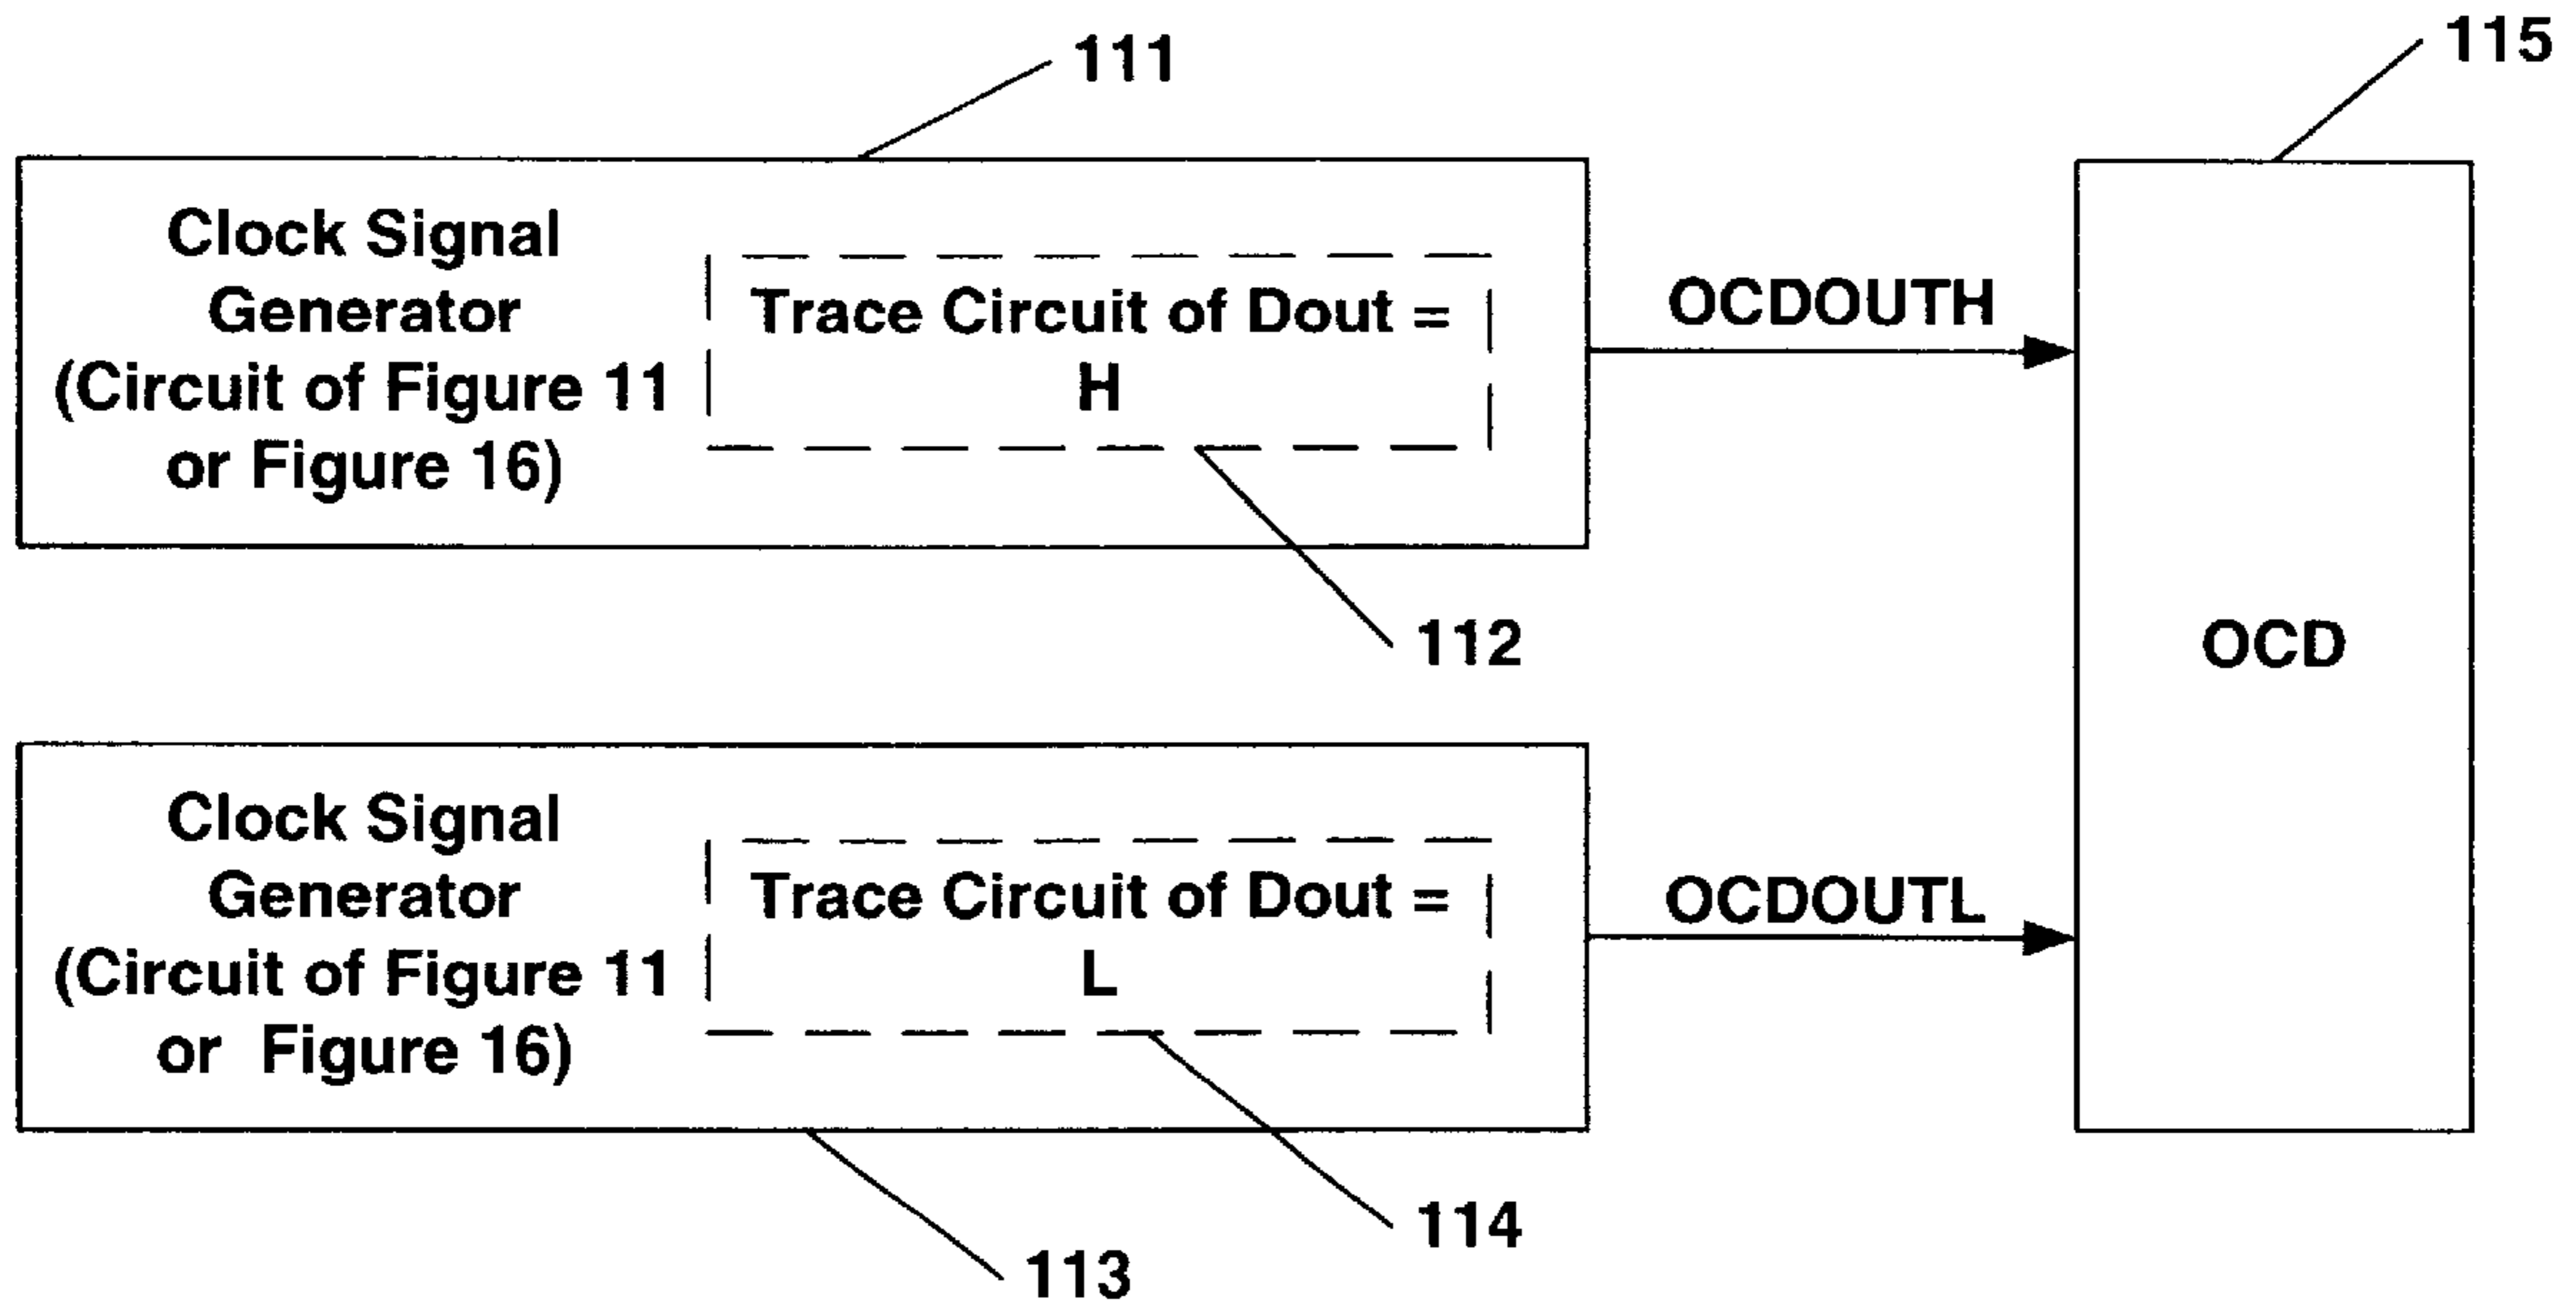 111
115
Clock Signal
Generator
(Circuit of Figure 11
or Figure 16)
Trace Circuit of Dout =
H
OCDOUTH
112
OCD
Clock Signal
Generator
(Circuit of Figure 11
or Figure 16)
Trace Circuit of Dout =
L
OCDOUTL
114
113